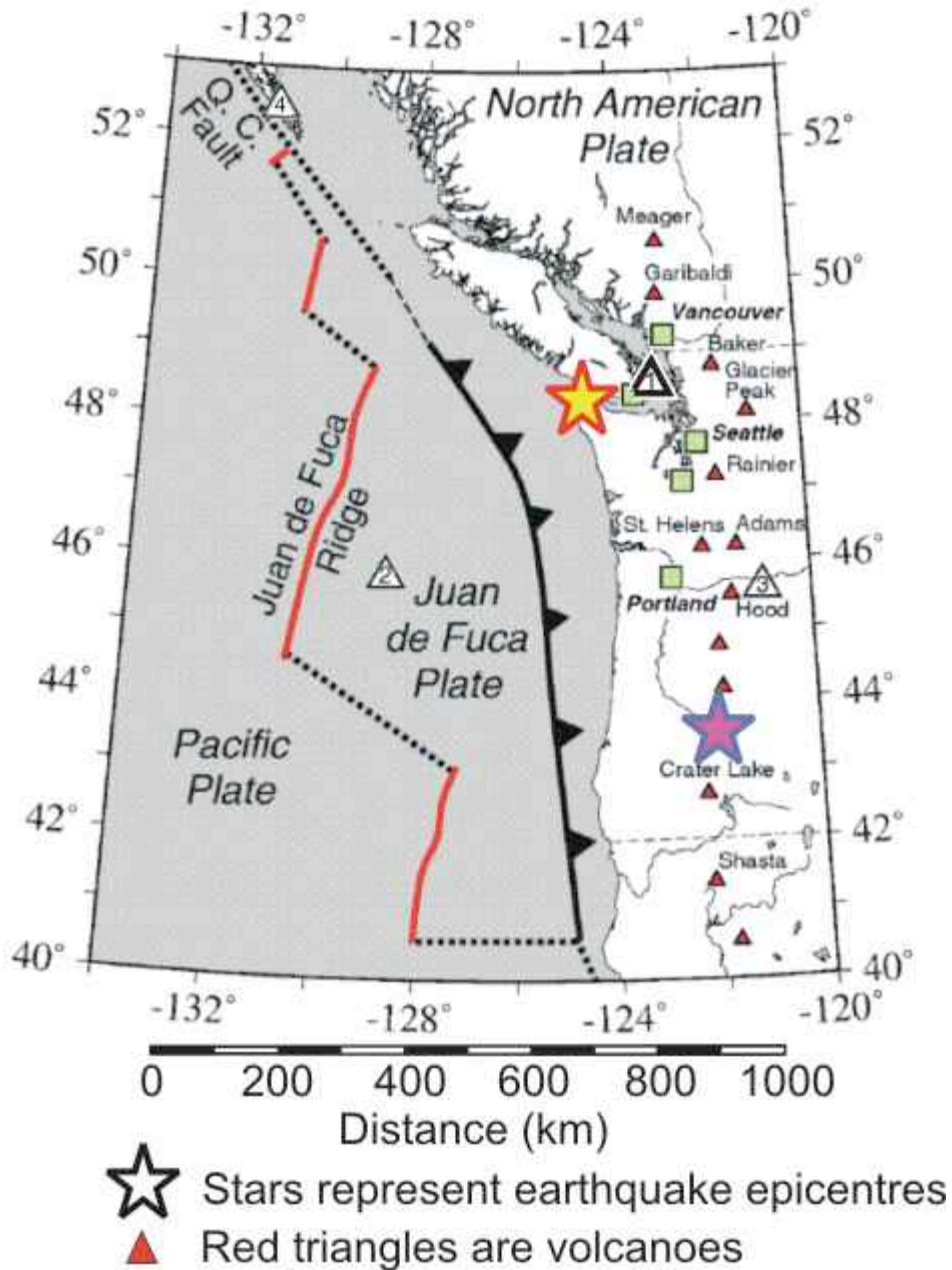 -132° -128° -124° -120°
52°
50°
48°
46°
44°
42°
40°
Q. C.
Fault
4
North American
Plate
52°
Meager
50°
Garibaldi
Vancouver
Baker
1
Glacier
Peak
48°
Seattle
Rainier
Juan de Fuca
Ridge
St. Helens
Adams
46°
2
3
Portland
Hood
Juan
de Fuca
Plate
44°
Pacific
Plate
Crater Lake
42°
Shasta
40°
-132° -128° -124° -120°
0 200 400 600 800 1000
Distance (km)
Stars represent earthquake epicentres
Red triangles are volcanoes